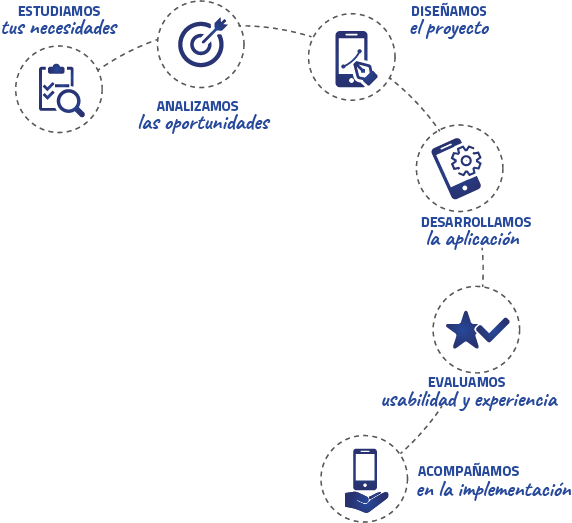 ESTUDIAMOS
tus necesidades
ANALIZAMOS
las oportunidades
DISEÑAMOS
el proyecto
DESARROLLAMOS
la aplicación
EVALUAMOS
usabilidad y experiencia
ACOMPAÑAMOS
en la implementación